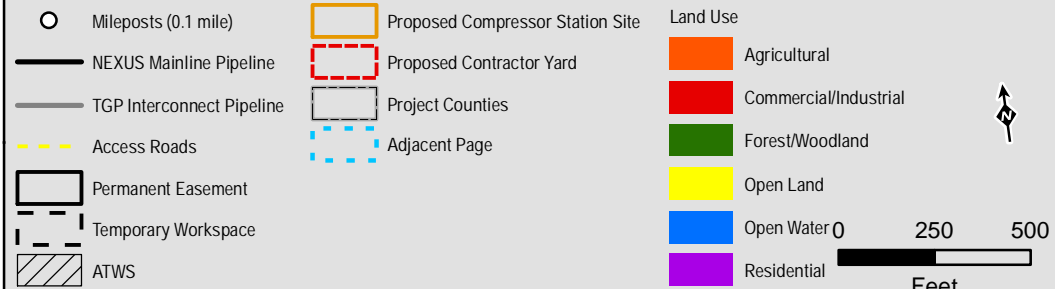 Mileposts (0.1 mile)
NEXUS Mainline Pipeline
TGP Interconnect Pipeline
Access Roads
Permanent Easement
Temporary Workspace
ATWS
Proposed Compressor Station Site
Proposed Contractor Yard
Project Counties
Adjacent Page
Land Use
Agricultural
Commercial/Industrial
Forest/Woodland
Open Land
Open Water
Residential
N
0 250 500
Feet